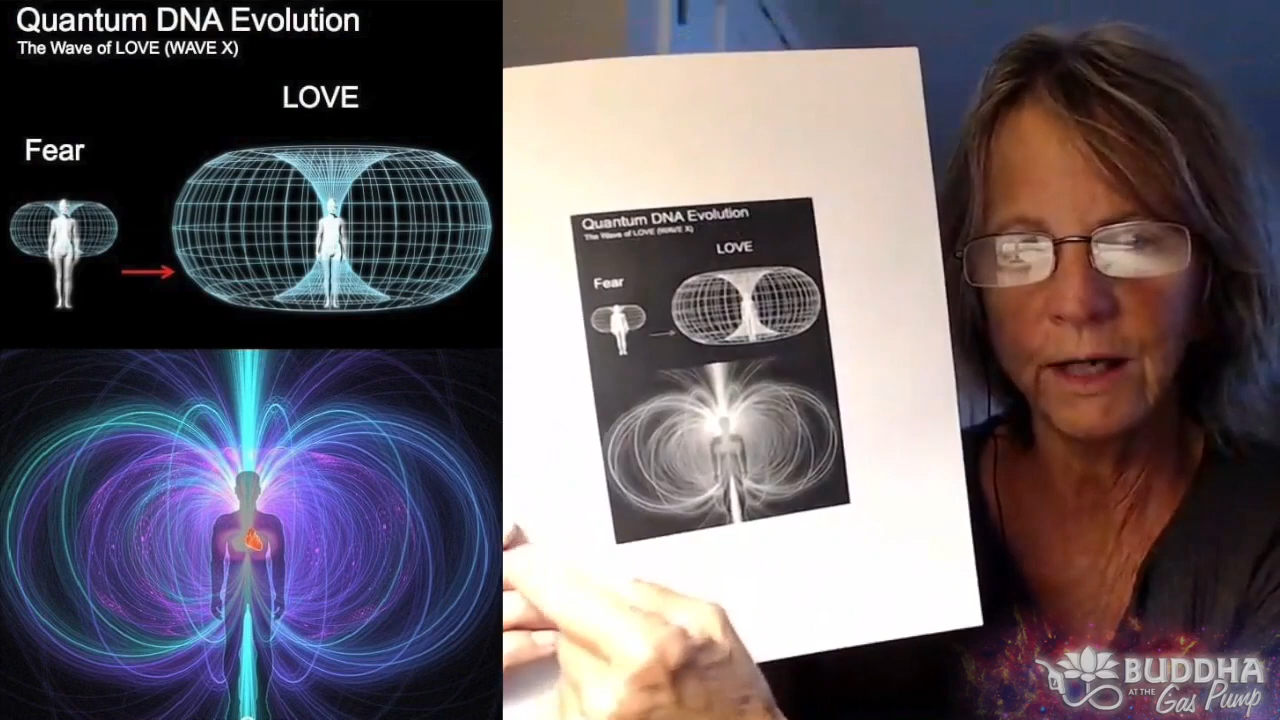 Quantum DNA Evolution
The Wave of LOVE (WAVE X)
LOVE
Fear
Quantum DNA Evolution
The Wave of LOVE (WAVE X)
LOVE
Fear
BUDDHA
AT THE Gas Pump